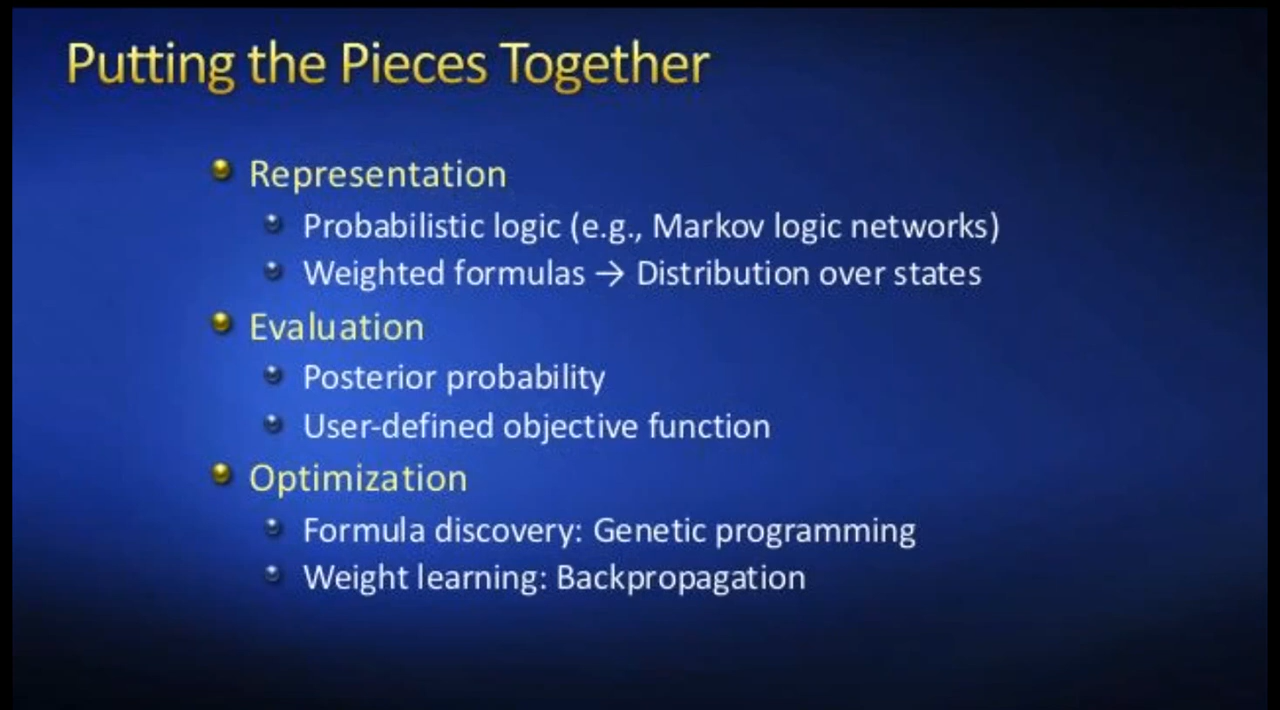 Putting the Pieces Together
Representation
Probabilistic logic (e.g., Markov logic networks)
Weighted formulas → Distribution over states
Evaluation
Posterior probability
User-defined objective function
Optimization
Formula discovery: Genetic programming
Weight learning: Backpropagation